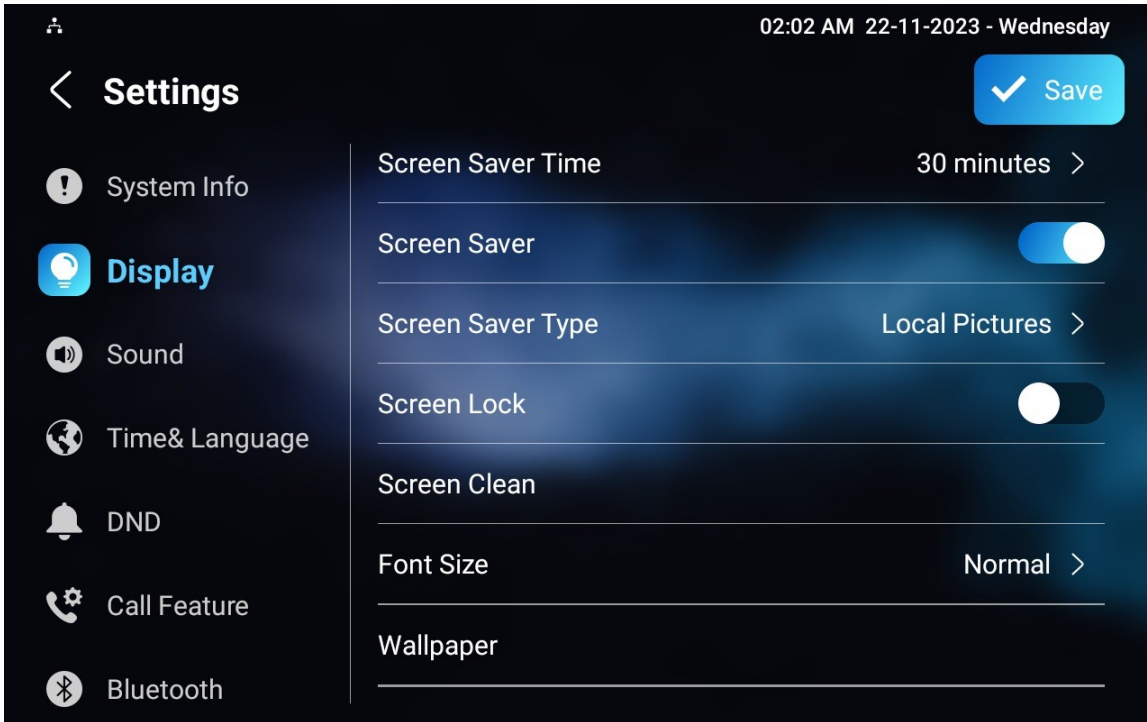 02:02 AM 22-11-2023 - Wednesday
Settings
Save
System Info
Display
Sound
Time& Language
DND
Call Feature
Bluetooth
Screen Saver Time 30 minutes
Screen Saver
Screen Saver Type Local Pictures
Screen Lock
Screen Clean
Font Size Normal
Wallpaper